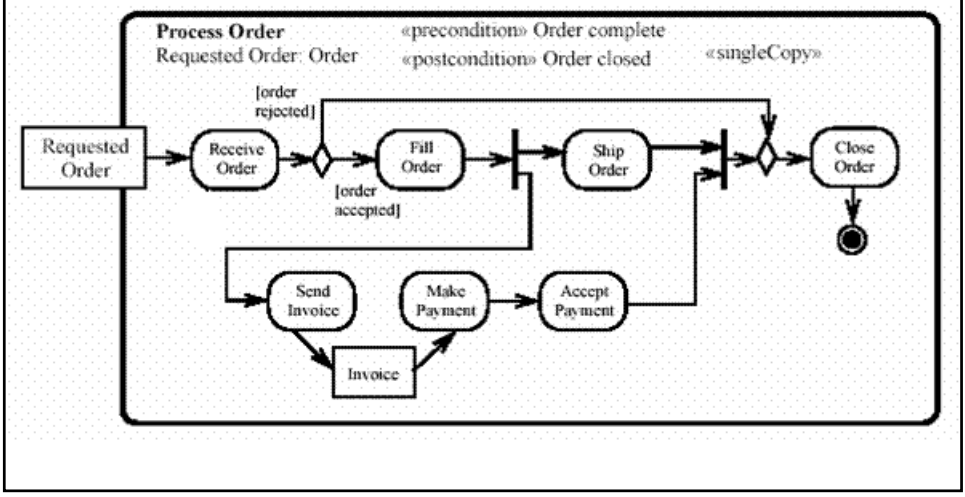 Process Order
«precondition» Order complete
Requested Order: Order
«postcondition» Order closed
«singleCopy»
[order
rejected]
Requested
Order
Receive
Order
Fill
Order
Ship
Order
Close
Order
[order
accepted]
Send
Invoice
Make
Payment
Accept
Payment
Invoice